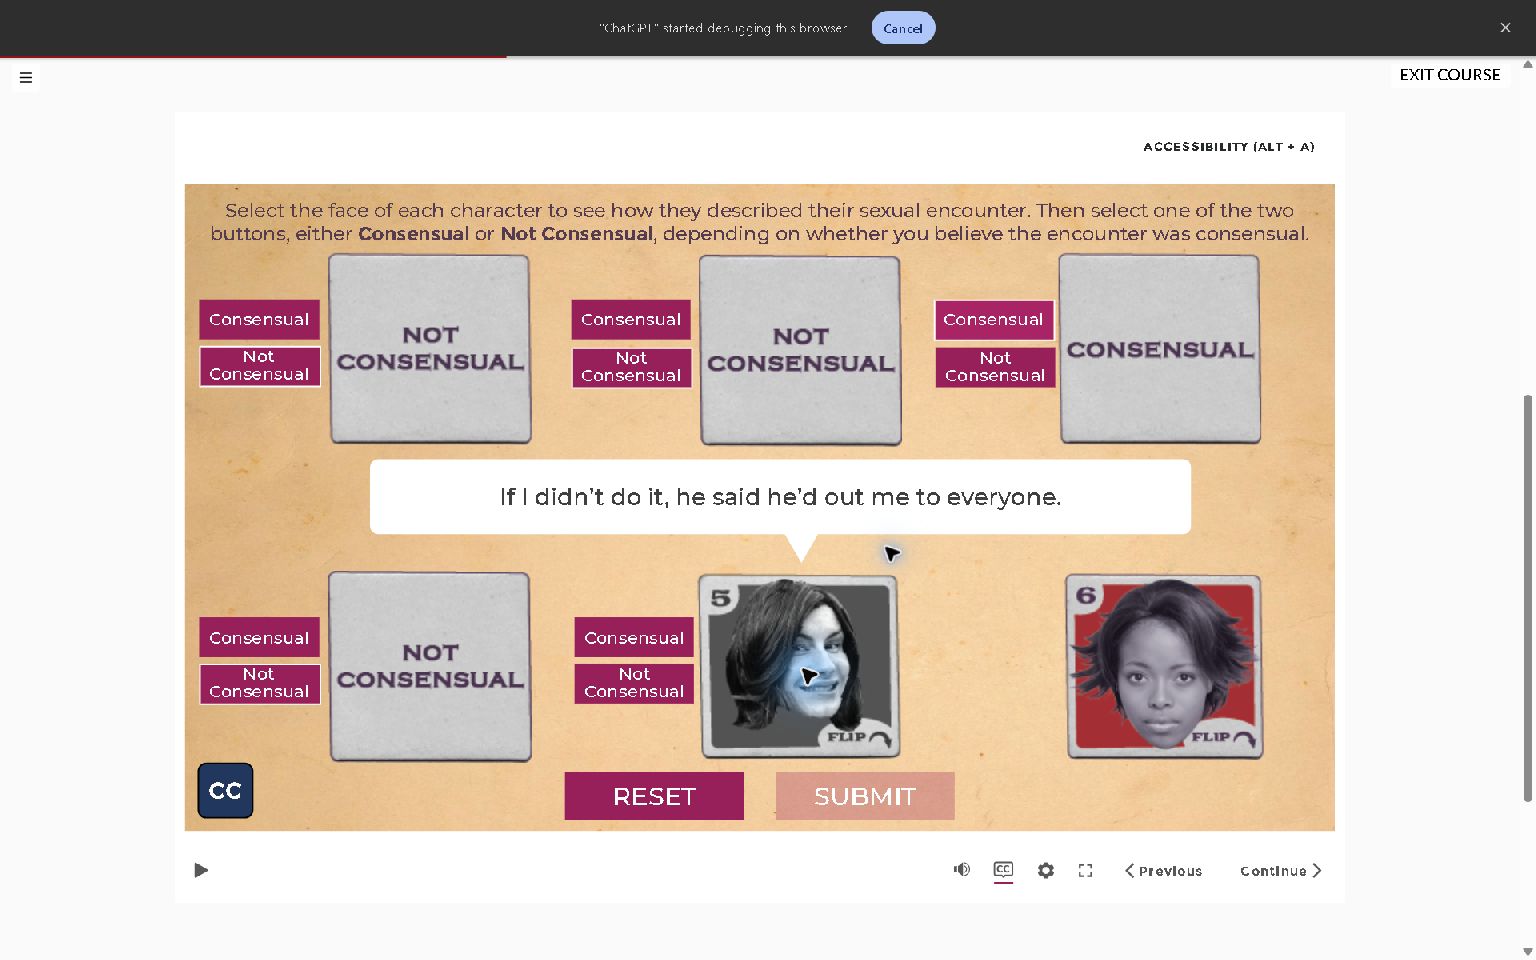 "ChatGPT" started debugging this browser
Cancel
EXIT COURSE
ACCESSIBILITY (ALT + A)
Select the face of each character to see how they described their sexual encounter. Then select one of the two
buttons, either Consensual or Not Consensual, depending on whether you believe the encounter was consensual.
Consensual
Not
Consensual
NOT
CONSENSUAL
Consensual
Not
Consensual
NOT
CONSENSUAL
Consensual
Not
Consensual
CONSENSUAL
If I didn't do it, he said he'd out me to everyone.
Consensual
Not
Consensual
NOT
CONSENSUAL
Consensual
Not
Consensual
5
FLIP
6
FLIP
CC
RESET
SUBMIT
CC
Previous
Continue